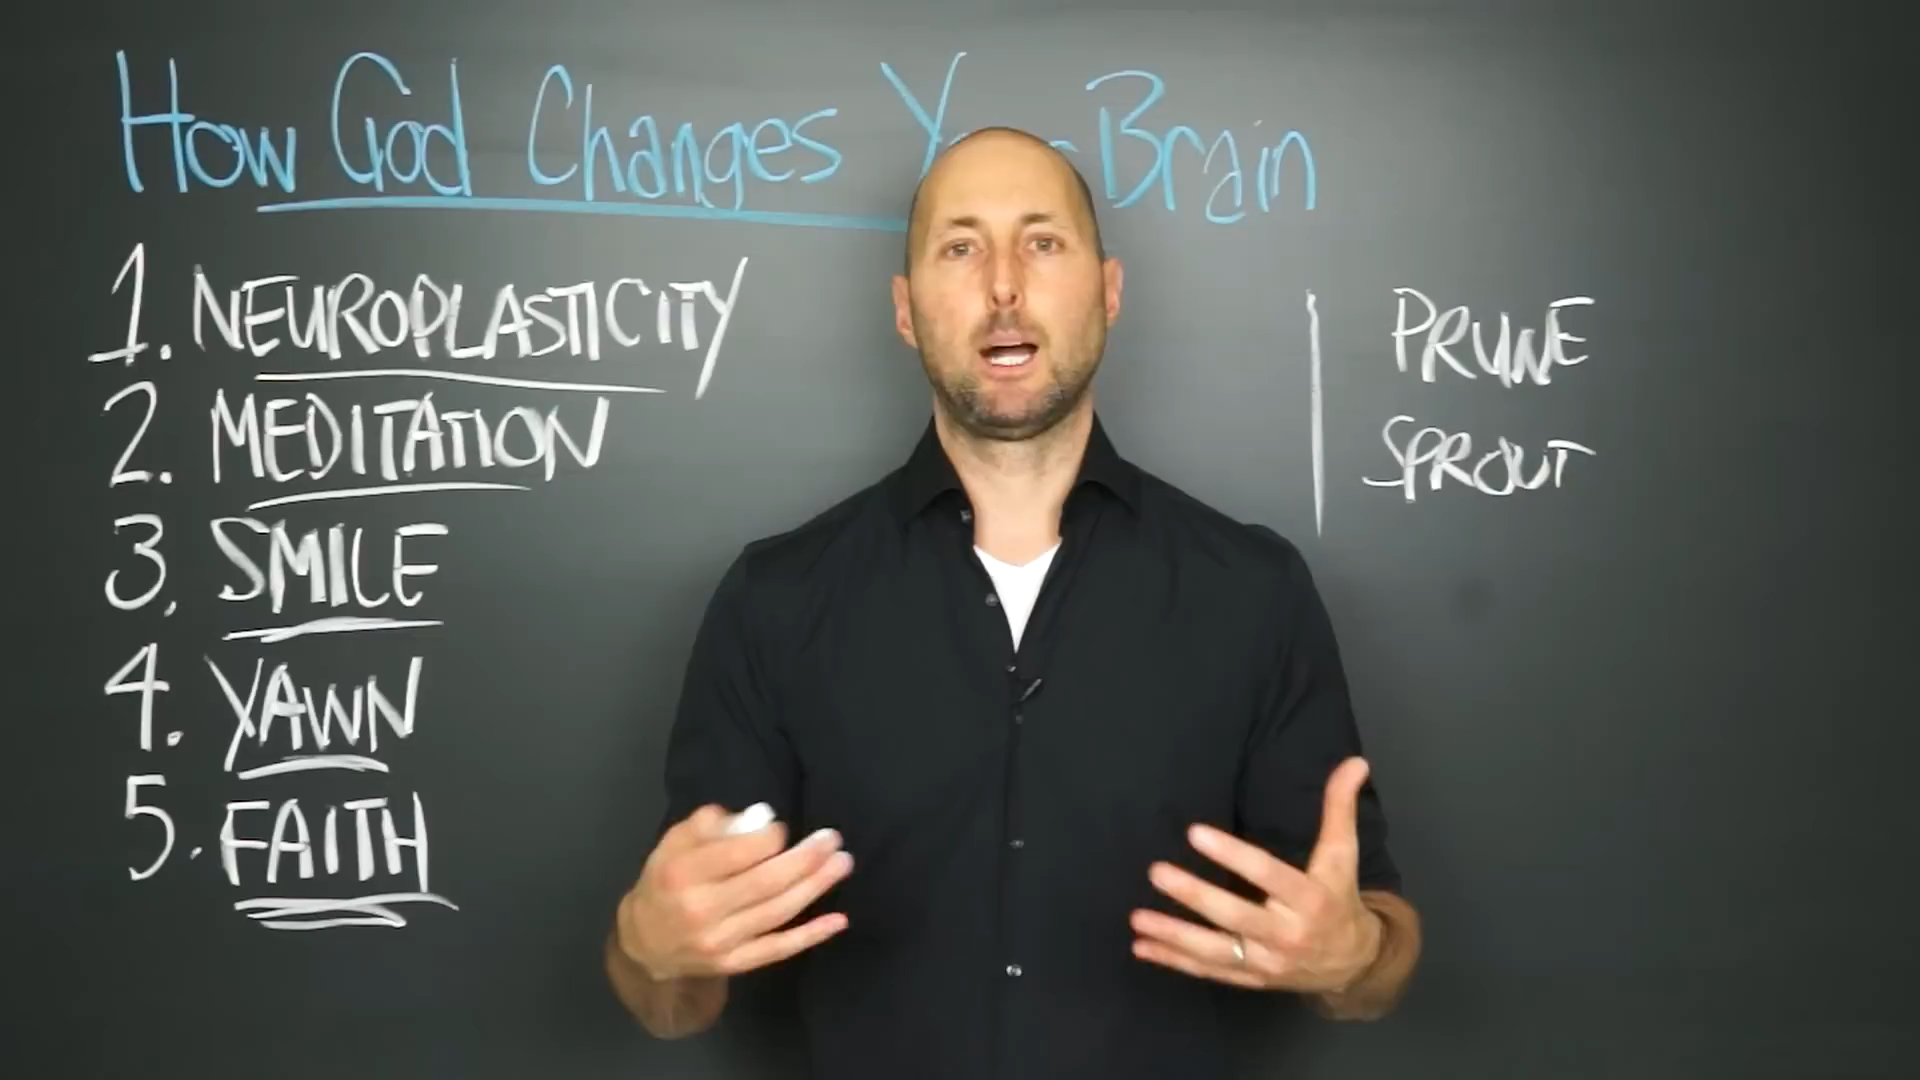 How God Changes Brain
1. NEUROPLASTICITY
2. MEDITATION
3. SMILE
4. YAWN
5. FAITH
PRUNE
SPROUT